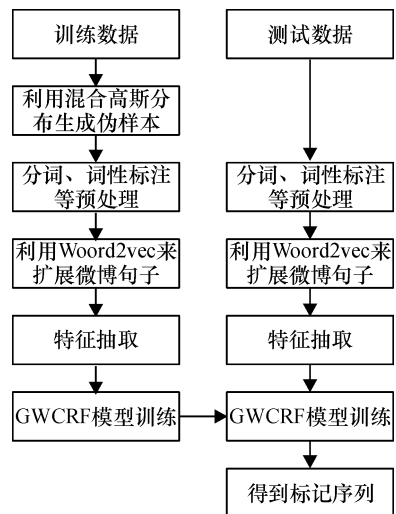 训练数据
利用混合高斯分
布生成伪样本
分词、词性标注
等预处理
利用Woord2vec来
扩展微博句子
特征抽取
GWCRF模型训练
测试数据
分词、词性标注
等预处理
利用Woord2vec来
扩展微博句子
特征抽取
GWCRF模型训练
得到标记序列